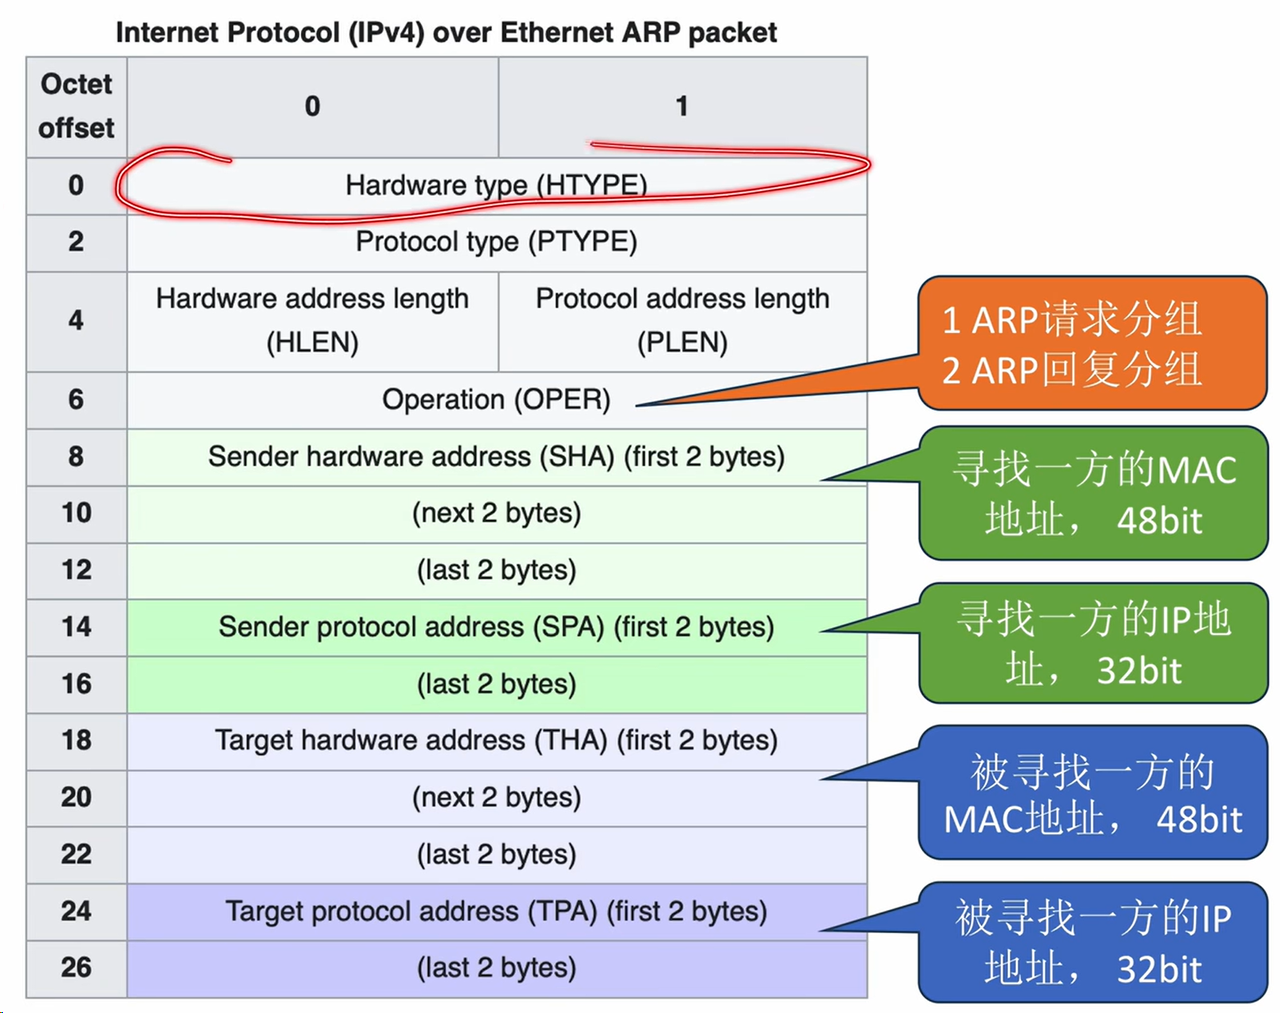 Internet Protocol (IPv4) over Ethernet ARP packet
Octet
offset
0
1
0
Hardware type (HTYPE)
2
Protocol type (PTYPE)
4
Hardware address length
(HLEN)
Protocol address length
(PLEN)
6
Operation (OPER)
1 ARP请求分组
2 ARP回复分组
8
Sender hardware address (SHA) (first 2 bytes)
寻找一方的MAC
地址， 48bit
10
(next 2 bytes)
12
(last 2 bytes)
14
Sender protocol address (SPA) (first 2 bytes)
寻找一方的IP地
址， 32bit
16
(last 2 bytes)
18
Target hardware address (THA) (first 2 bytes)
被寻找一方的
MAC地址， 48bit
20
(next 2 bytes)
22
(last 2 bytes)
24
Target protocol address (TPA) (first 2 bytes)
被寻找一方的IP
地址， 32bit
26
(last 2 bytes)